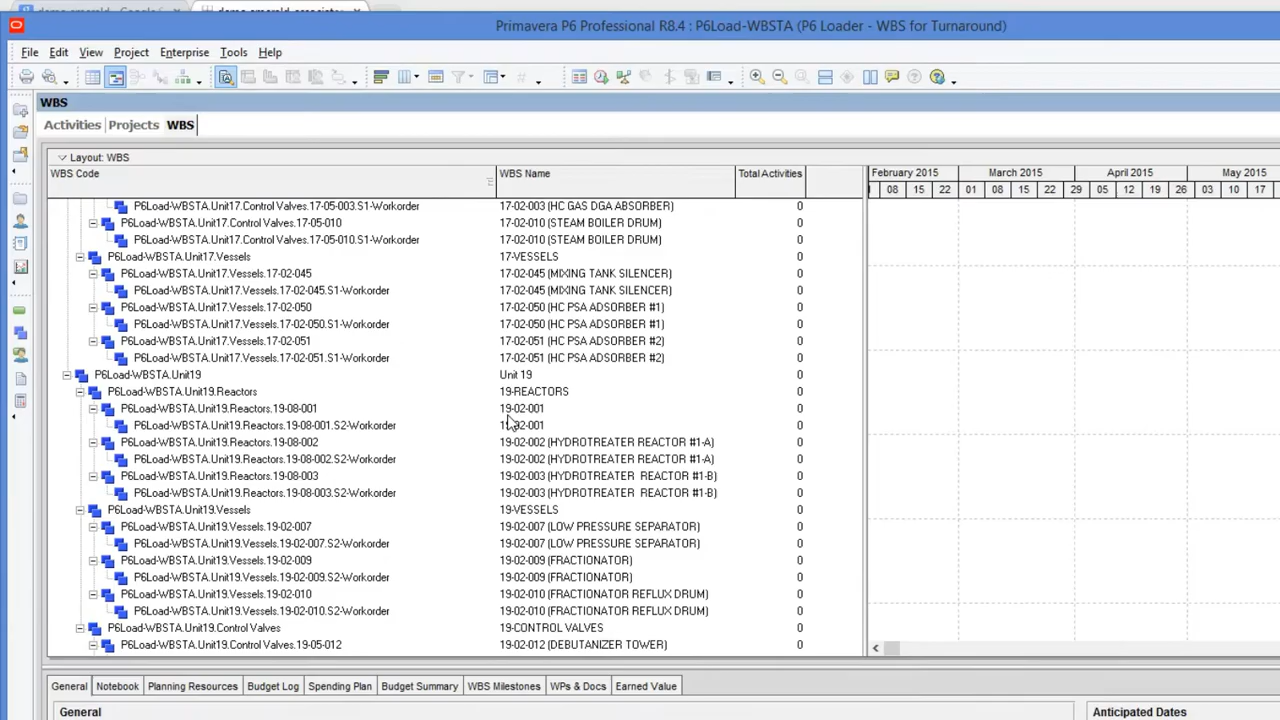 Primavera P6 Professional R8.4 : P6Load-WBSTA (P6 Loader - WBS for Turnaround)
File Edit View Project Enterprise Tools Help
WBS
Activities Projects WBS
Layout: WBS
WBS Code WBS Name Total Activities
February 2015 March 2015 April 2015 May 2015
08 15 22 01 08 15 22 29 05 12 19 26 03 10 17
P6Load-WBSTA.Unit17.Control Valves.17-05-003.S1-Workorder 17-02-003 (HC GAS DGA ABSORBER) 0
P6Load-WBSTA.Unit17.Control Valves.17-05-010 17-02-010 (STEAM BOILER DRUM) 0
P6Load-WBSTA.Unit17.Control Valves.17-05-010.S1-Workorder 17-02-010 (STEAM BOILER DRUM) 0
P6Load-WBSTA.Unit17.Vessels 17-VESSELS 0
P6Load-WBSTA.Unit17.Vessels.17-02-045 17-02-045 (MIXING TANK SILENCER) 0
P6Load-WBSTA.Unit17.Vessels.17-02-045.S1-Workorder 17-02-045 (MIXING TANK SILENCER) 0
P6Load-WBSTA.Unit17.Vessels.17-02-050 17-02-050 (HC PSA ADSORBER #1) 0
P6Load-WBSTA.Unit17.Vessels.17-02-050.S1-Workorder 17-02-050 (HC PSA ADSORBER #1) 0
P6Load-WBSTA.Unit17.Vessels.17-02-051 17-02-051 (HC PSA ADSORBER #2) 0
P6Load-WBSTA.Unit17.Vessels.17-02-051.S1-Workorder 17-02-051 (HC PSA ADSORBER #2) 0
P6Load-WBSTA.Unit19 Unit 19 0
P6Load-WBSTA.Unit19.Reactors 19-REACTORS 0
P6Load-WBSTA.Unit19.Reactors.19-08-001 19-02-001 0
P6Load-WBSTA.Unit19.Reactors.19-08-001.S2-Workorder 19-02-001 0
P6Load-WBSTA.Unit19.Reactors.19-08-002 19-02-002 (HYDROTREATER REACTOR #1-A) 0
P6Load-WBSTA.Unit19.Reactors.19-08-002.S2-Workorder 19-02-002 (HYDROTREATER REACTOR #1-A) 0
P6Load-WBSTA.Unit19.Reactors.19-08-003 19-02-003 (HYDROTREATER REACTOR #1-B) 0
P6Load-WBSTA.Unit19.Reactors.19-08-003.S2-Workorder 19-02-003 (HYDROTREATER REACTOR #1-B) 0
P6Load-WBSTA.Unit19.Vessels 19-VESSELS 0
P6Load-WBSTA.Unit19.Vessels.19-02-007 19-02-007 (LOW PRESSURE SEPARATOR) 0
P6Load-WBSTA.Unit19.Vessels.19-02-007.S2-Workorder 19-02-007 (LOW PRESSURE SEPARATOR) 0
P6Load-WBSTA.Unit19.Vessels.19-02-009 19-02-009 (FRACTIONATOR) 0
P6Load-WBSTA.Unit19.Vessels.19-02-009.S2-Workorder 19-02-009 (FRACTIONATOR) 0
P6Load-WBSTA.Unit19.Vessels.19-02-010 19-02-010 (FRACTIONATOR REFLUX DRUM) 0
P6Load-WBSTA.Unit19.Vessels.19-02-010.S2-Workorder 19-02-010 (FRACTIONATOR REFLUX DRUM) 0
P6Load-WBSTA.Unit19.Control Valves 19-CONTROL VALVES 0
P6Load-WBSTA.Unit19.Control Valves.19-05-012 19-02-012 (DEBUTANIZER TOWER) 0
General Notebook Planning Resources Budget Log Spending Plan Budget Summary WBS Milestones WPs & Docs Earned Value
General Anticipated Dates